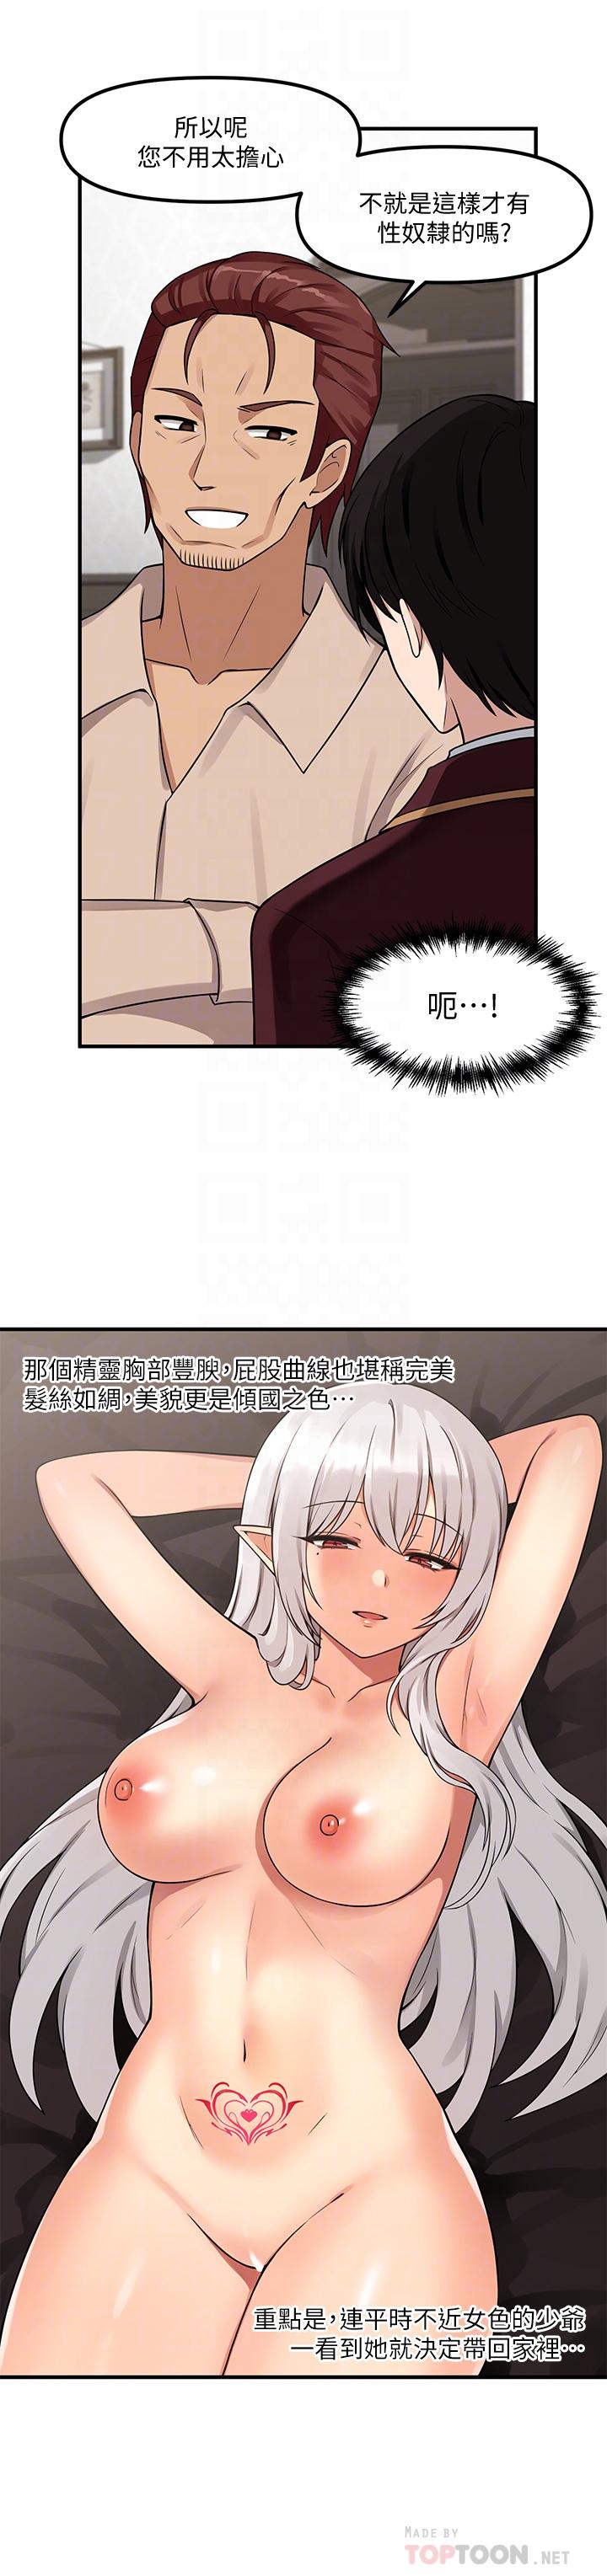 所以呢
您不用太擔心
不就是這樣才有
性奴隸的嗎?
呃⋯!
那個精靈胸部豐腴，屁股曲線也堪稱完美
髮絲如綢，美貌更是傾國之色⋯
重點是，連平時不近女色的少爺
一看到她就決定帶回家裡⋯
MADE BY
TOPTOON.NET